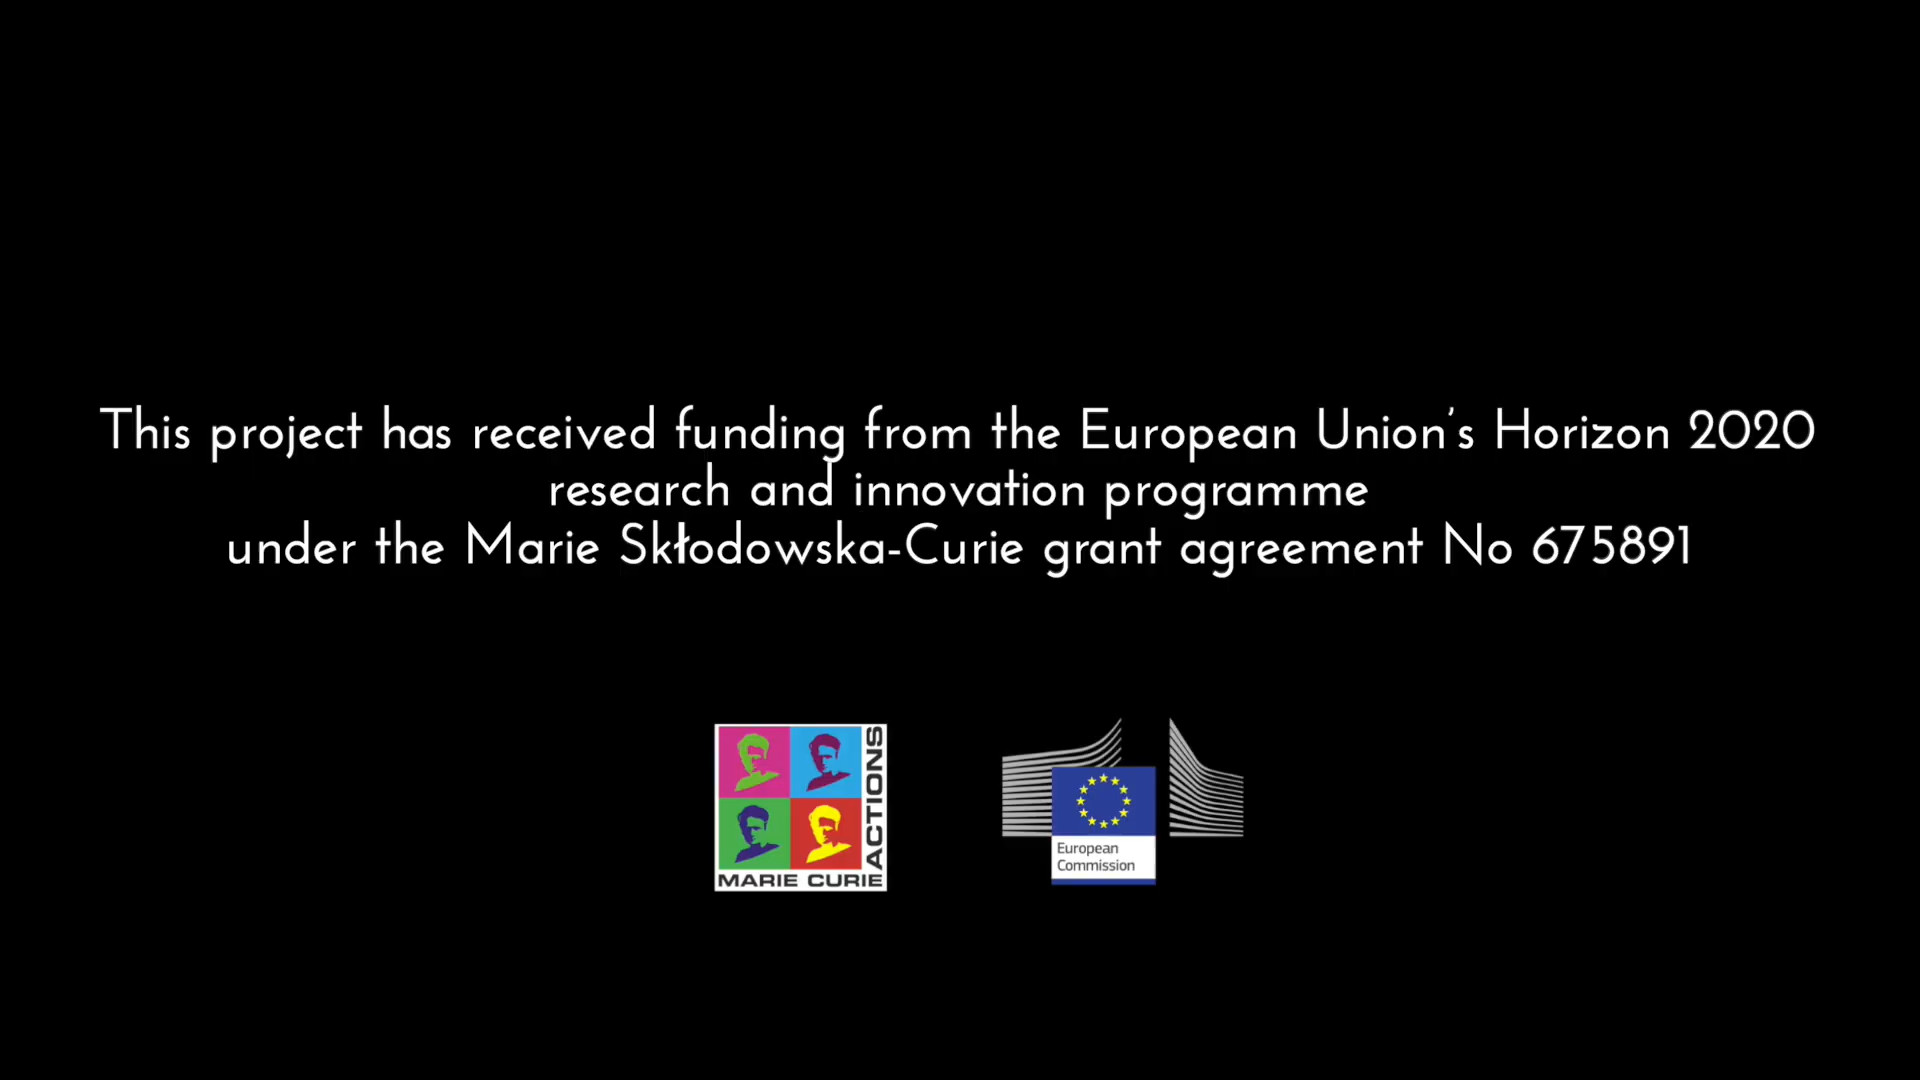 This project has received funding from the European Union’s Horizon 2020
research and innovation programme
under the Marie Skłodowska-Curie grant agreement No 675891
MARIE CURIE
ACTIONS
European
Commission